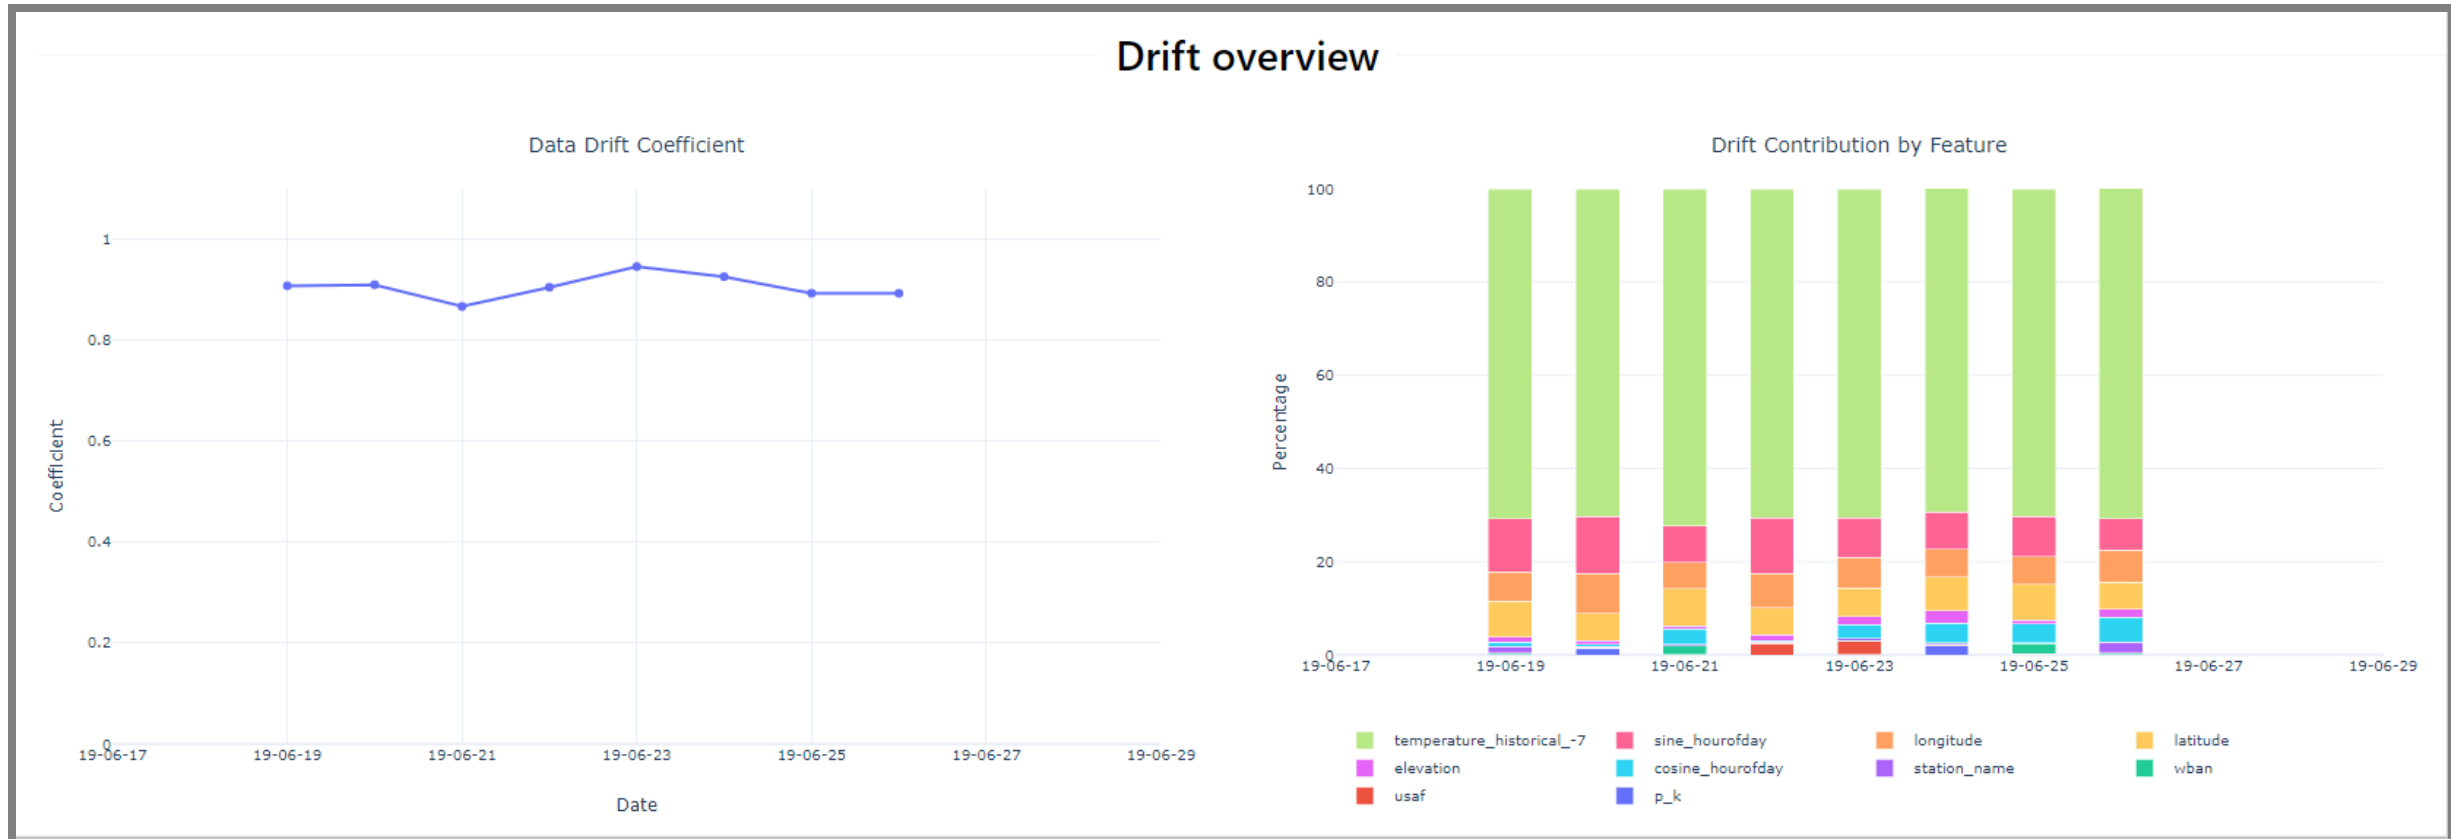 Drift overview
Data Drift Coefficient
1
0.8
0.6
0.4
0.2
0
Coefficient
19-06-17 19-06-19 19-06-21 19-06-23 19-06-25 19-06-27 19-06-29
Date
Drift Contribution by Feature
100
80
60
40
20
0
Percentage
19-06-17 19-06-19 19-06-21 19-06-23 19-06-25 19-06-27 19-06-29
temperature_historical_-7 sine_hourofday longitude latitude
elevation cosine_hourofday station_name wban
usaf p_k